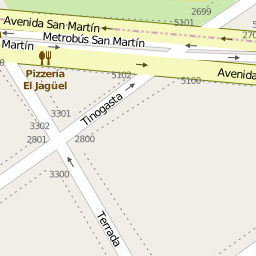 2699
Avenida San Martín
5101
270
Metrobús San Martín
Martín
Avenida
Pizzería
El Jagüel
5102
5100
Tinogasta
3301
3302
2801
2800
Terrada